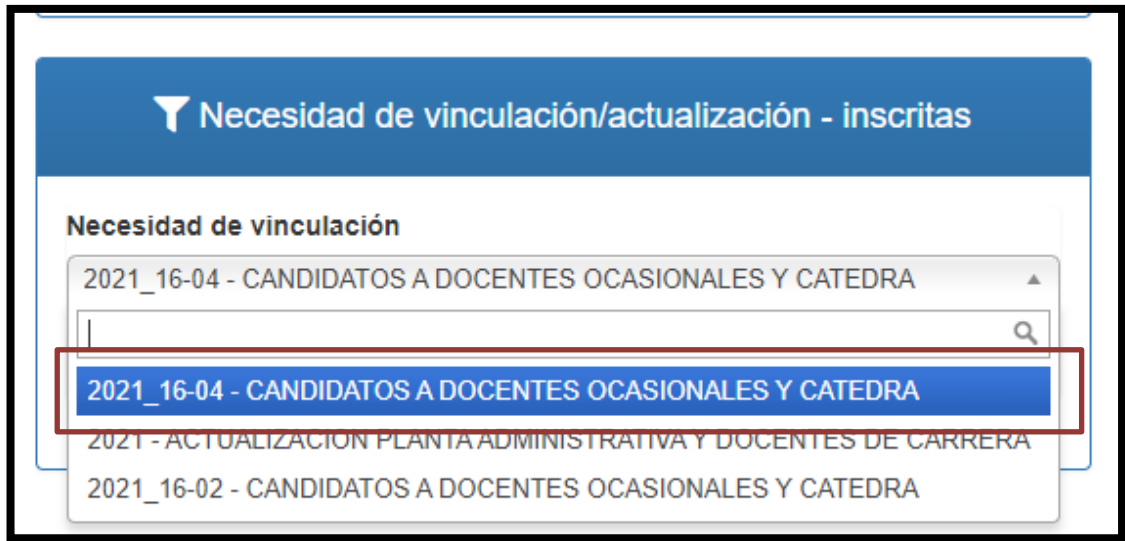 Necesidad de vinculación/actualización - inscritas
Necesidad de vinculación
2021_16-04 - CANDIDATOS A DOCENTES OCASIONALES Y CATEDRA
2021_16-04 - CANDIDATOS A DOCENTES OCASIONALES Y CATEDRA
2021 - ACTUALIZACION PLANTA ADMINISTRATIVA Y DOCENTES DE CARRERA
2021_16-02 - CANDIDATOS A DOCENTES OCASIONALES Y CATEDRA